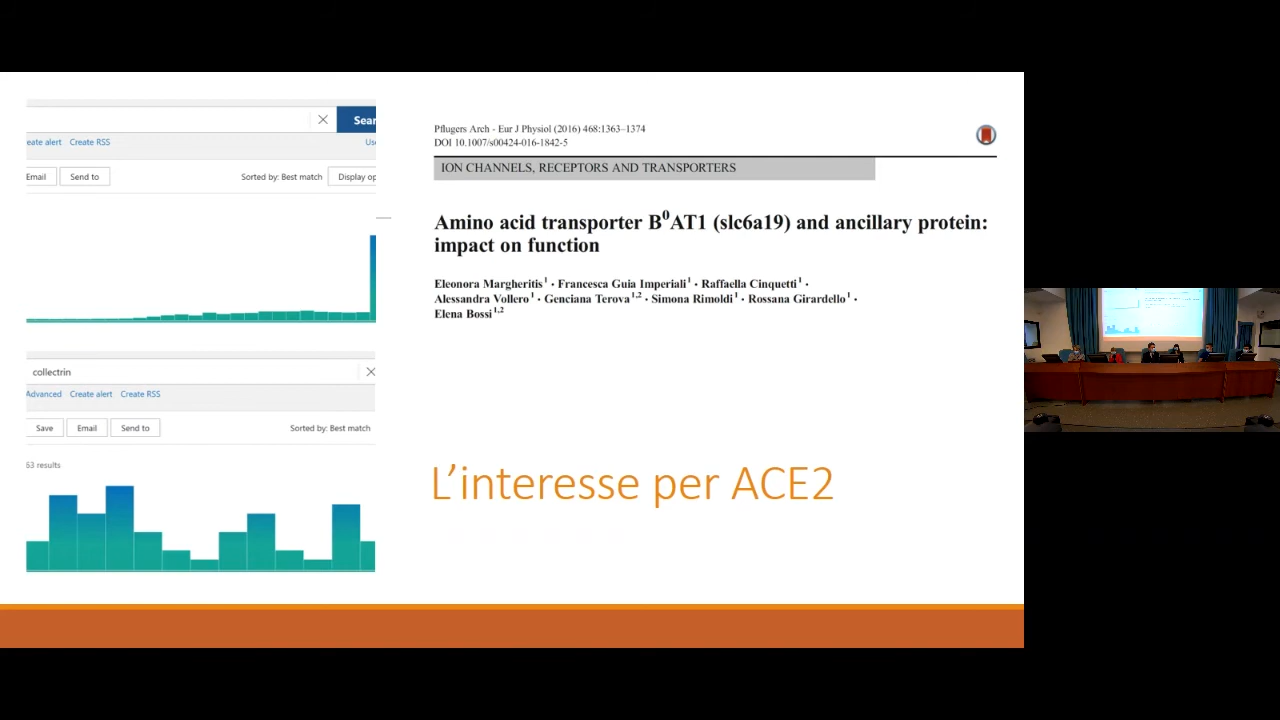 Sear
eate alert Create RSS Use
Email Send to Sorted by: Best match Display op
collectrin
Advanced Create alert Create RSS
Save Email Send to Sorted by: Best match
53 results
Pflugers Arch - Eur J Physiol (2016) 468:1363–1374
DOI 10.1007/s00424-016-1842-5
ION CHANNELS, RECEPTORS AND TRANSPORTERS
Amino acid transporter B⁰AT1 (slc6a19) and ancillary protein:
impact on function
Eleonora Margheritis¹ · Francesca Guia Imperiali¹ · Raffaella Cinquetti¹ ·
Alessandra Vollero¹ · Genciana Terova¹,² · Simona Rimoldi¹ · Rossana Girardello¹ ·
Elena Bossi¹,²
L’interesse per ACE2